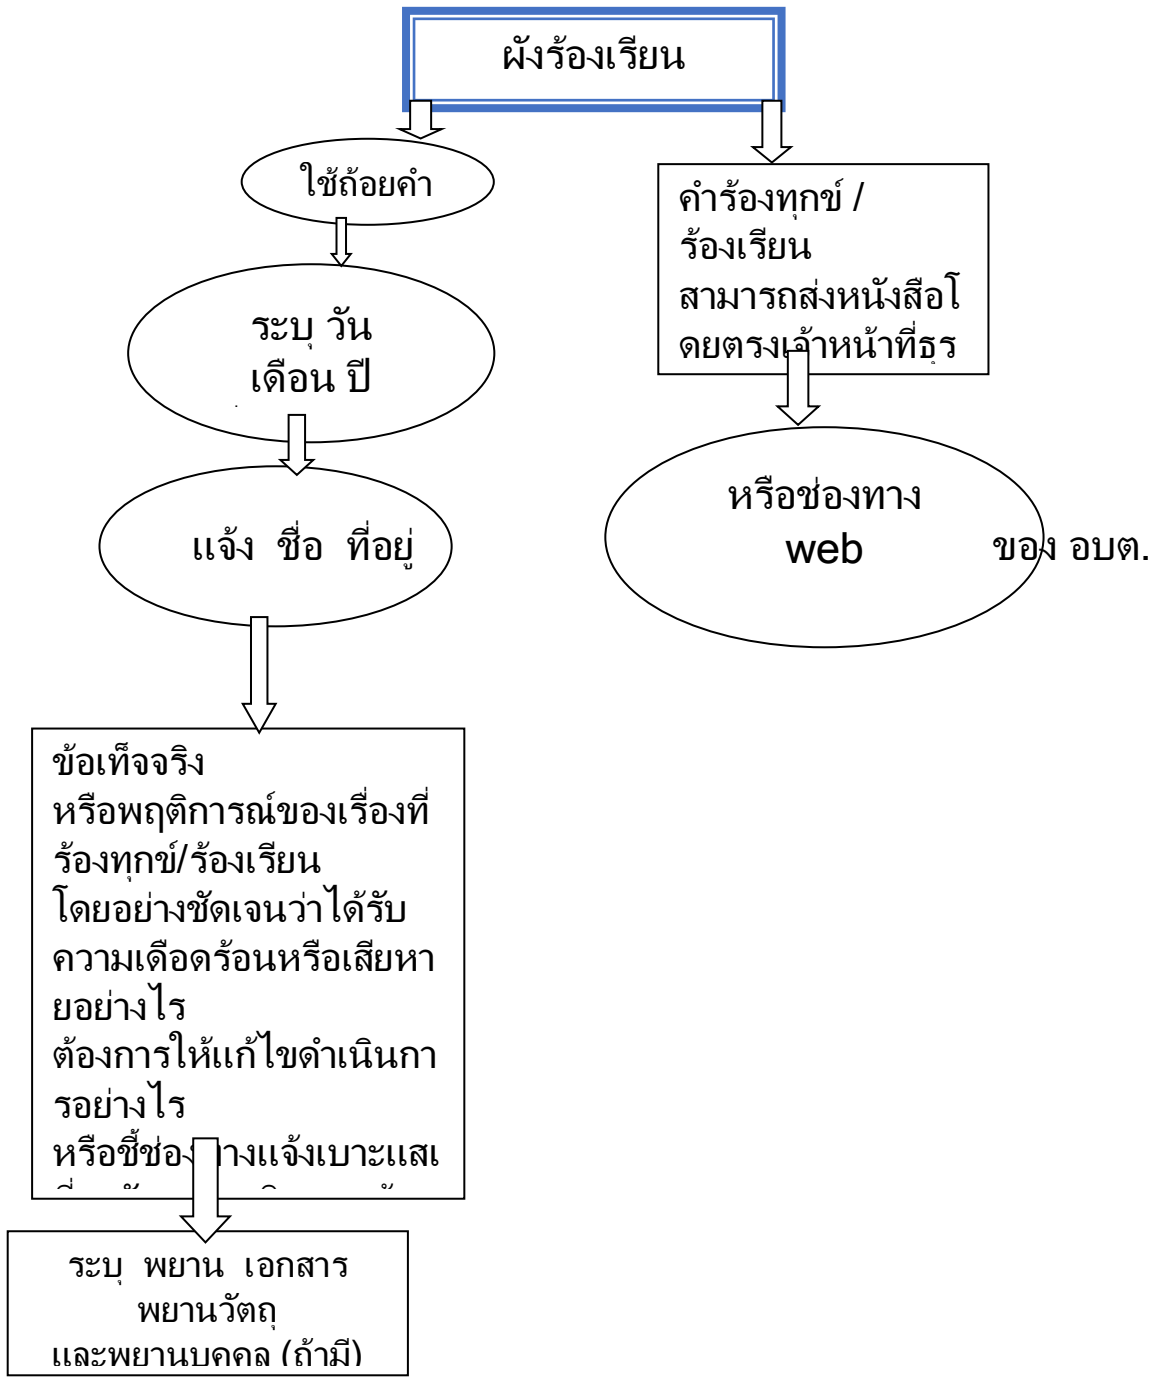 ผังร้องเรียน
ใช้ถ้อยคำ
ระบุ วัน
เดือน ปี
แจ้ง ชื่อ ที่อยู่
ข้อเท็จจริง
หรือพฤติการณ์ของเรื่องที่
ร้องทุกข์/ร้องเรียน
โดยอย่างชัดเจนว่าได้รับ
ความเดือดร้อนหรือเสียหา
ยอย่างไร
ต้องการให้แก้ไขดำเนินกา
รอย่างไร
หรือชี้ช่องทางแจ้งเบาะแสเ
ระบุ พยาน เอกสาร
พยานวัตถุ
และพยานบุคคล (ถ้ามี)
คำร้องทุกข์ /
ร้องเรียน
สามารถส่งหนังสือโ
ดยตรงเจ้าหน้าที่ธุร
หรือช่องทาง
web ของ อบต.